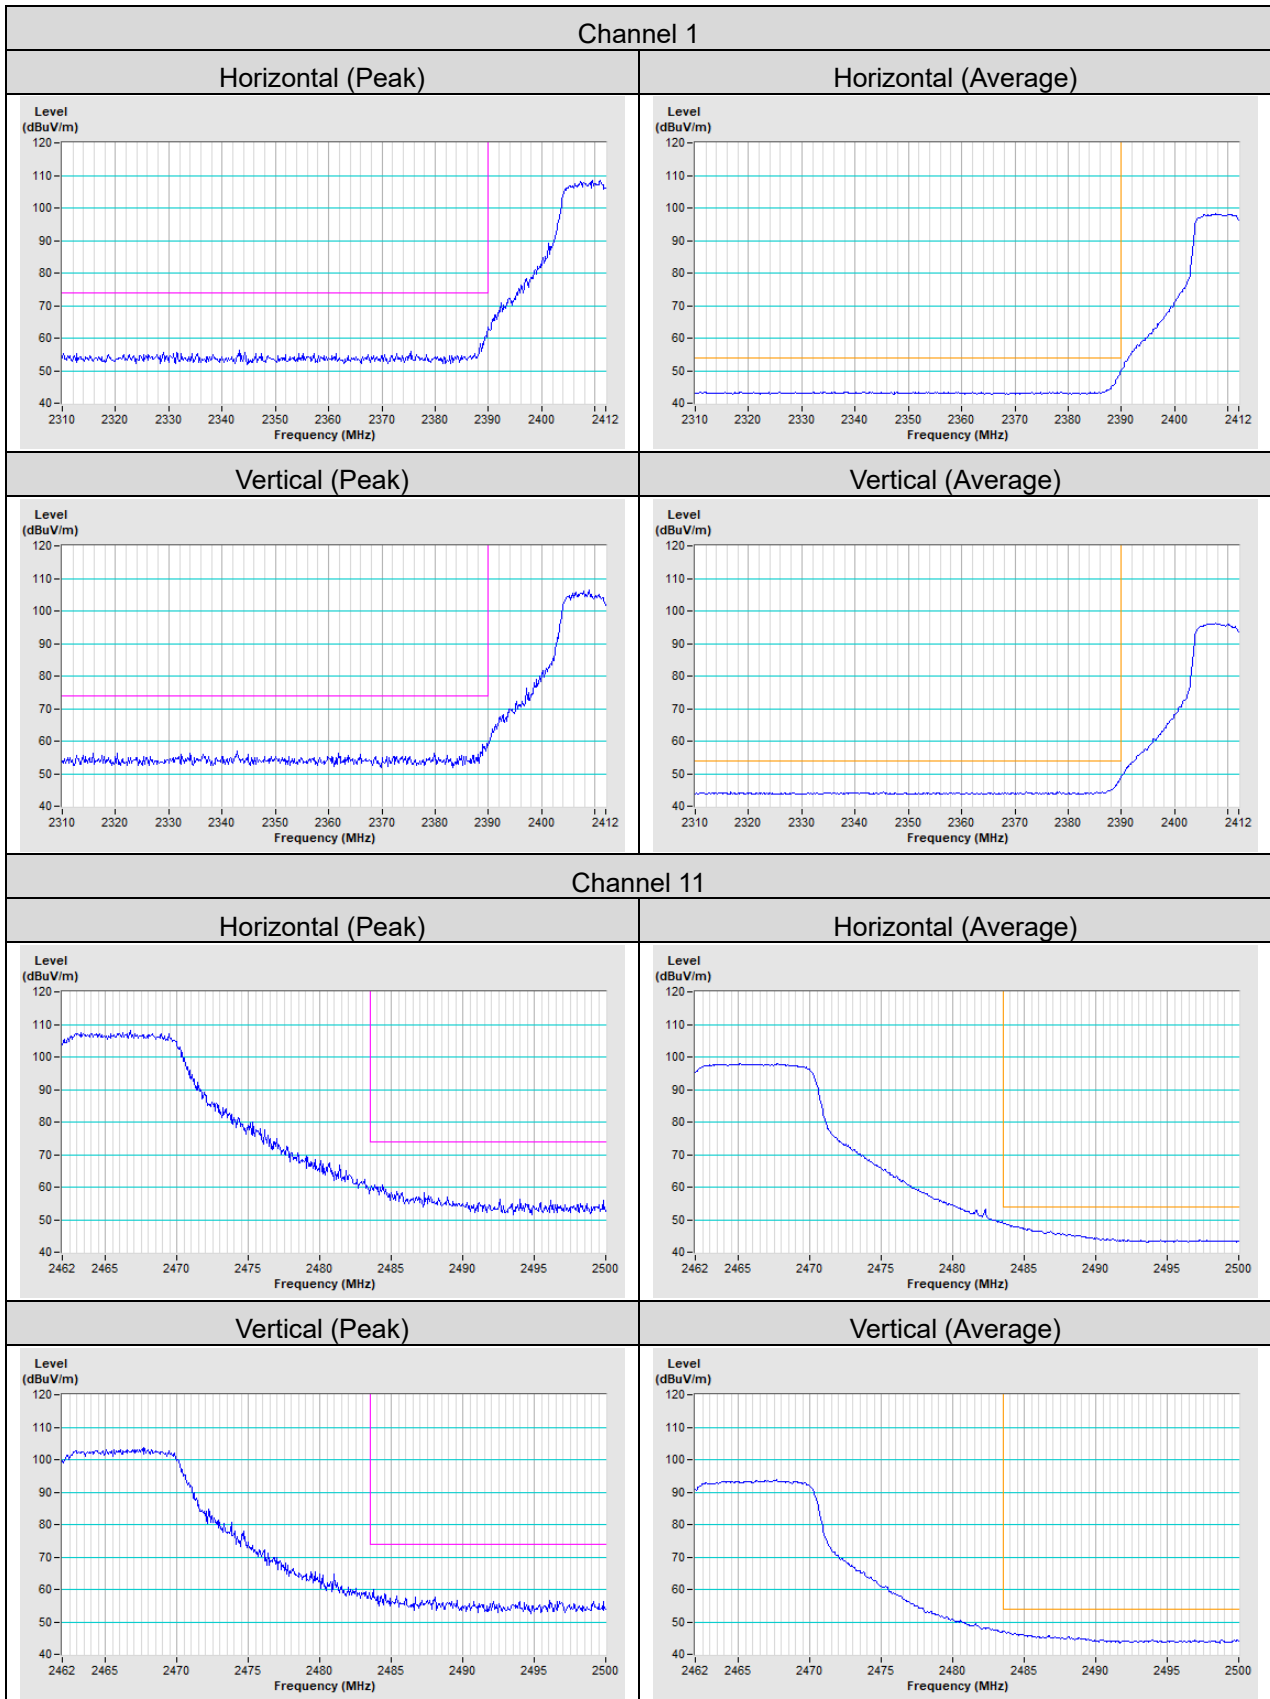 Channel 1
Horizontal (Peak) Horizontal (Average)
Level Level
(dBuV/m) (dBuV/m)
120 120
110 110
100 100
90 90
80 80
70 70
60 60
50 50
40 40
2310 2320 2330 2340 2350 2360 2370 2380 2390 2400 2412 2310 2320 2330 2340 2350 2360 2370 2380 2390 2400 2412
Frequency (MHz) Frequency (MHz)
Vertical (Peak) Vertical (Average)
Level Level
(dBuV/m) (dBuV/m)
120 120
110 110
100 100
90 90
80 80
70 70
60 60
50 50
40 40
2310 2320 2330 2340 2350 2360 2370 2380 2390 2400 2412 2310 2320 2330 2340 2350 2360 2370 2380 2390 2400 2412
Frequency (MHz) Frequency (MHz)
Channel 11
Horizontal (Peak) Horizontal (Average)
Level Level
(dBuV/m) (dBuV/m)
120 120
110 110
100 100
90 90
80 80
70 70
60 60
50 50
40 40
2462 2465 2470 2475 2480 2485 2490 2495 2500 2462 2465 2470 2475 2480 2485 2490 2495 2500
Frequency (MHz) Frequency (MHz)
Vertical (Peak) Vertical (Average)
Level Level
(dBuV/m) (dBuV/m)
120 120
110 110
100 100
90 90
80 80
70 70
60 60
50 50
40 40
2462 2465 2470 2475 2480 2485 2490 2495 2500 2462 2465 2470 2475 2480 2485 2490 2495 2500
Frequency (MHz) Frequency (MHz)